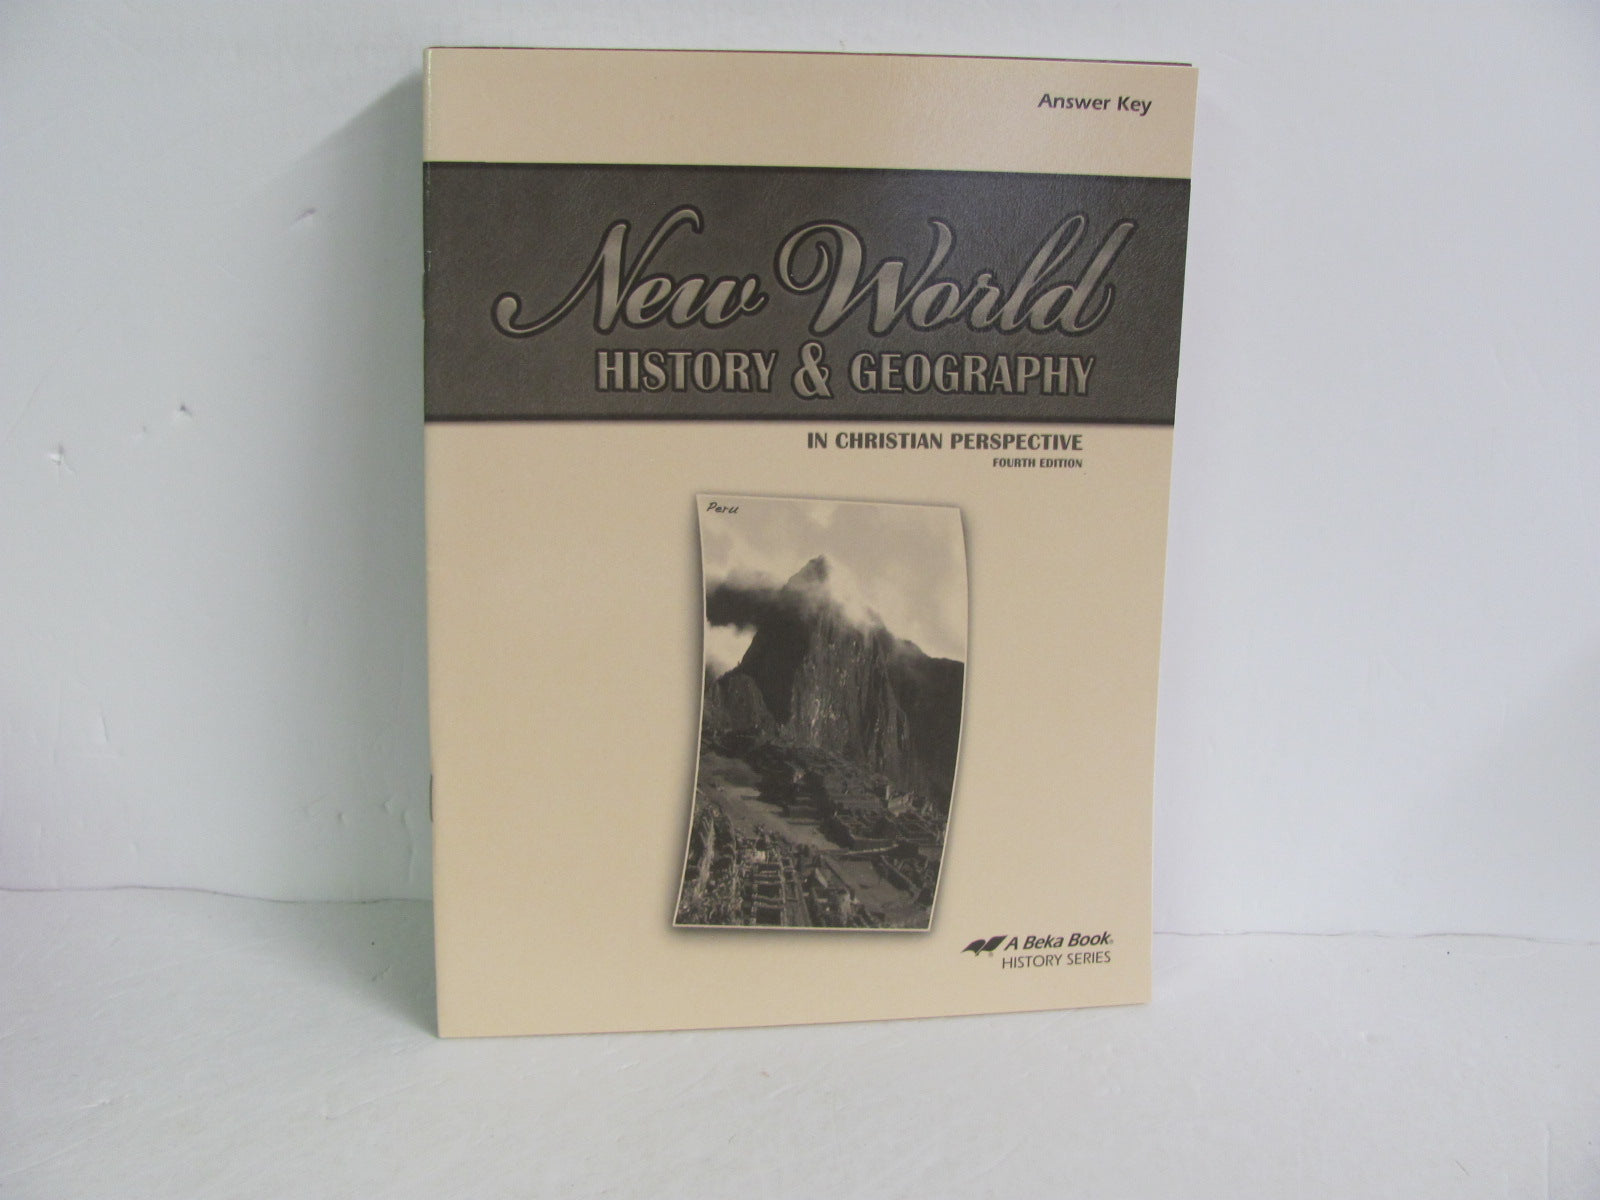 Answer Key
New World
HISTORY & GEOGRAPHY
IN CHRISTIAN PERSPECTIVE
FOURTH EDITION
Peru
A Beka Book®
HISTORY SERIES